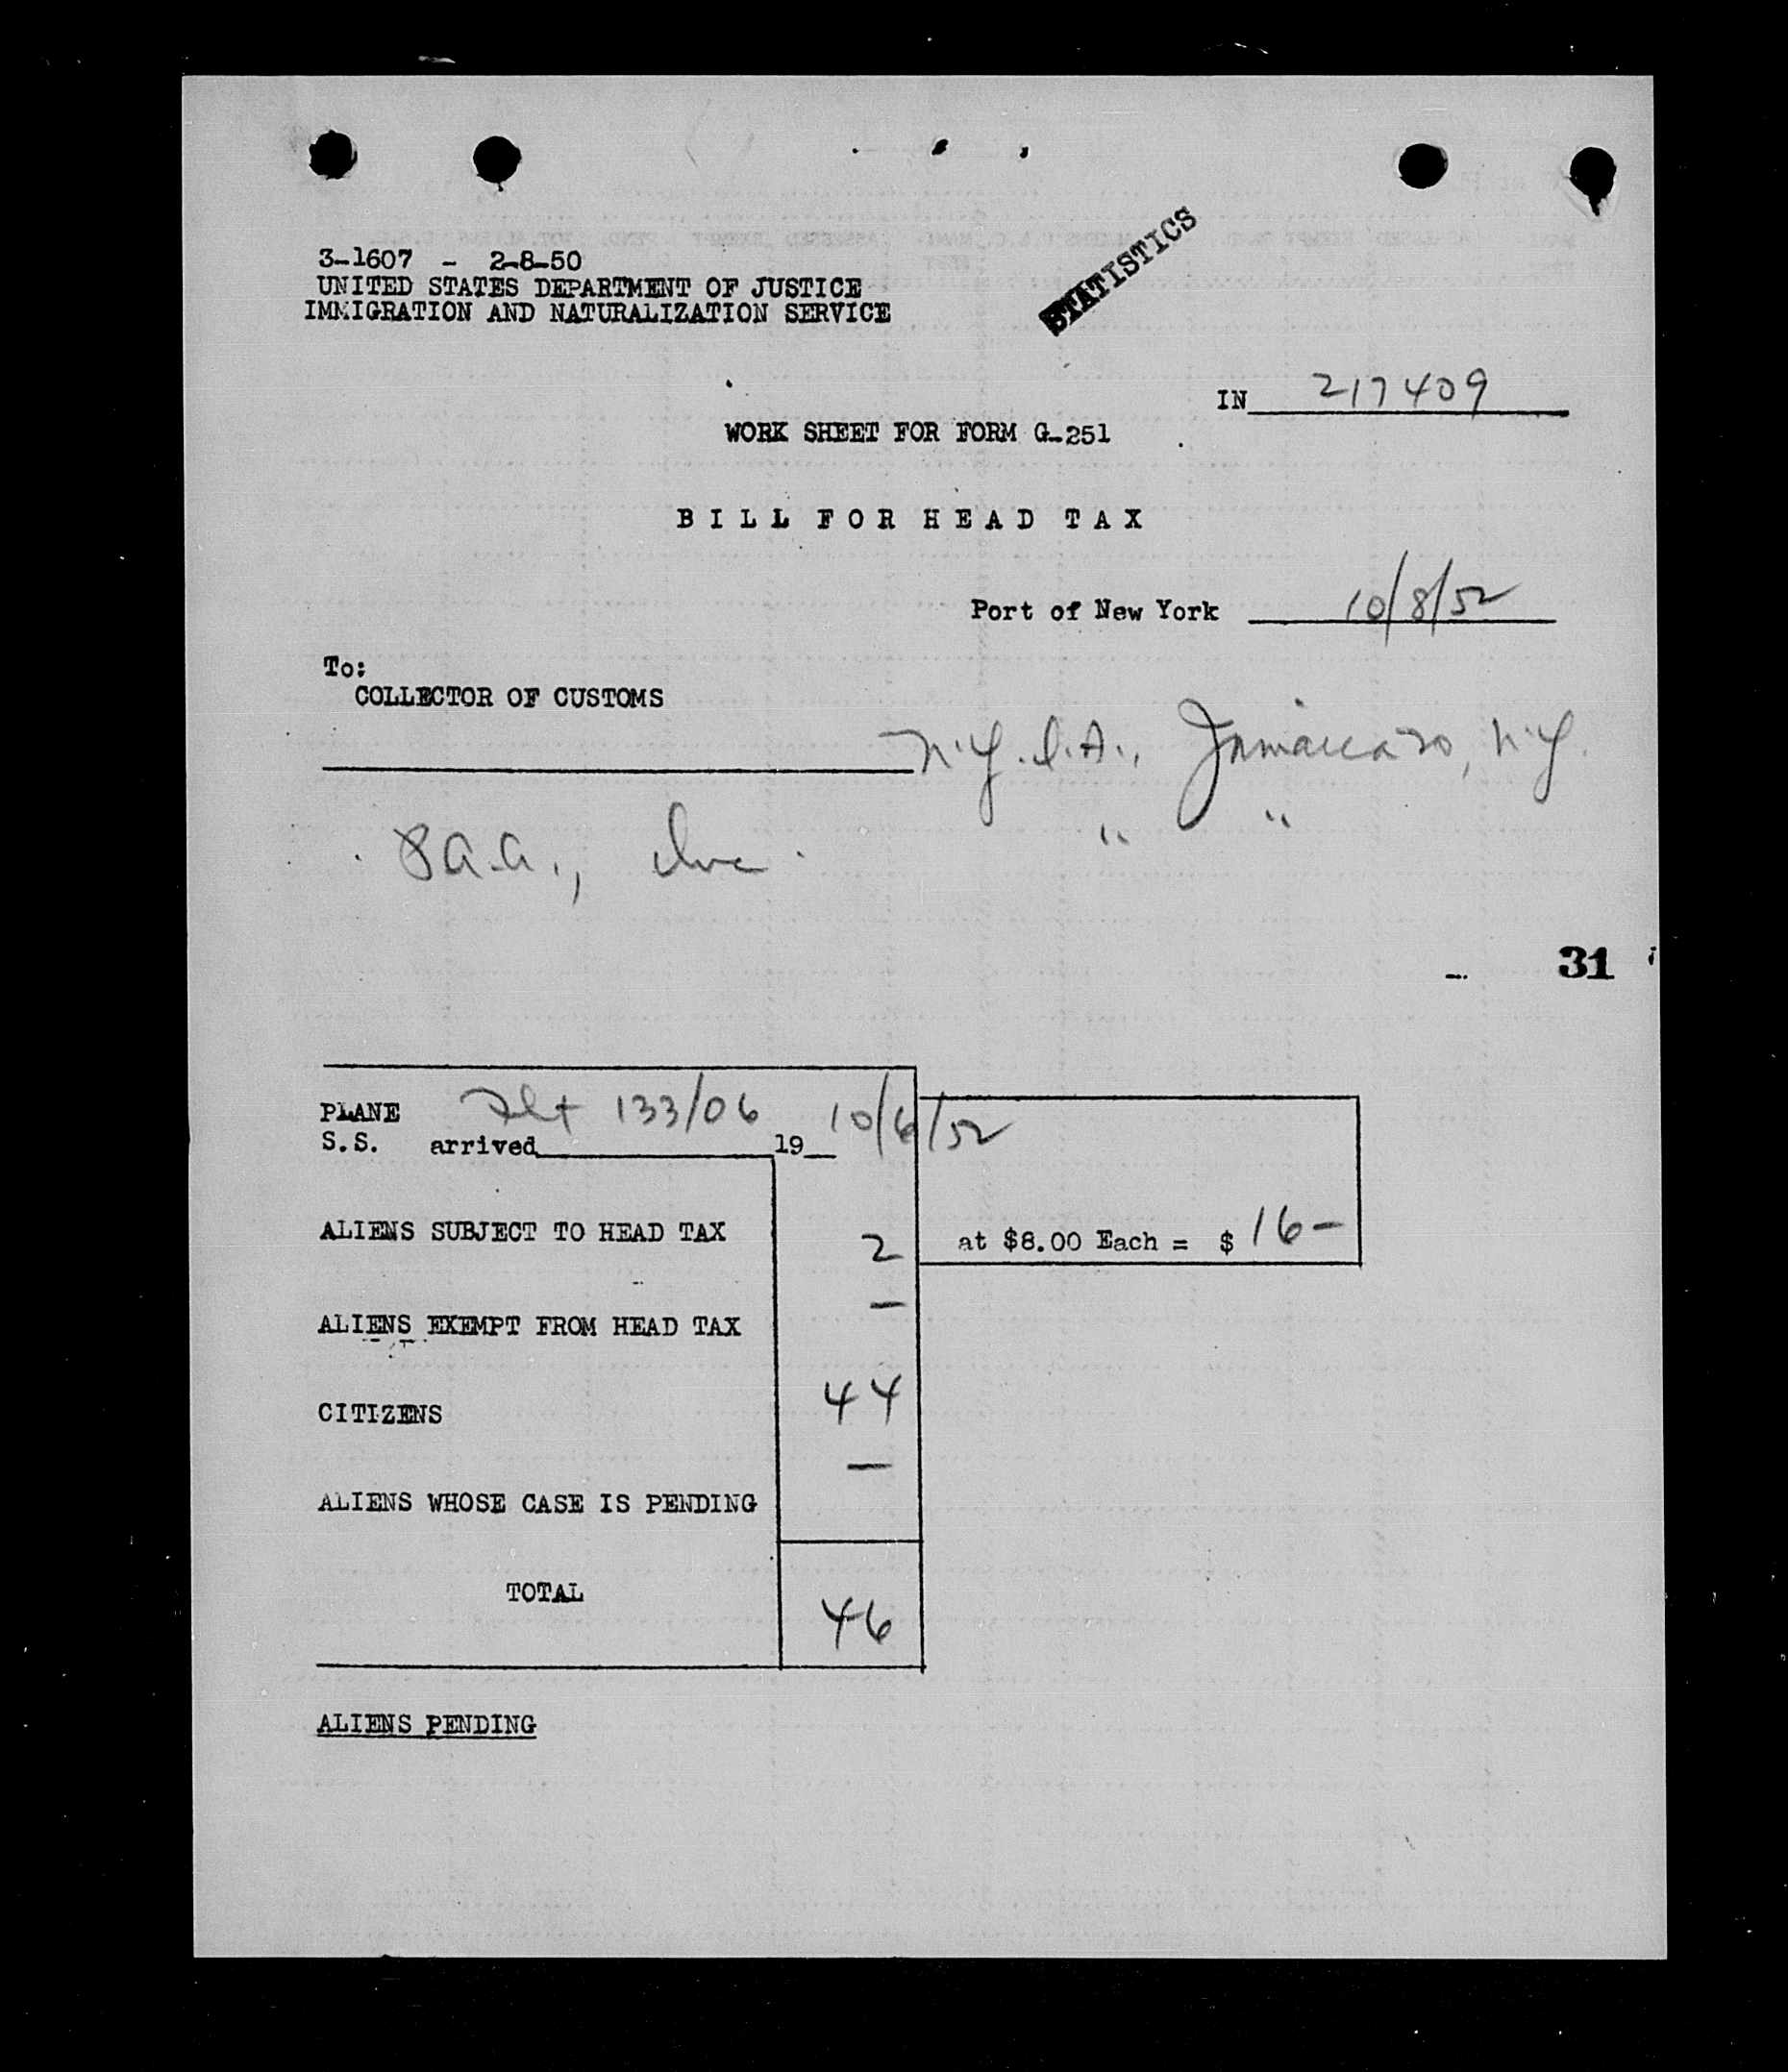 3-1607 - 2-8-50
UNITED STATES DEPARTMENT OF JUSTICE
IMMIGRATION AND NATURALIZATION SERVICE
STATISTICS
IN 217409
WORK SHEET FOR FORM G-251
BILL FOR HEAD TAX
Port of New York 10/8/52
To:
COLLECTOR OF CUSTOMS
N.Y.I.A., Jamaica 30, N.Y.
P.A.A., Inc. " "
31
PLANE Flt 133/06 10/6/52
S.S. arrived 19
ALIENS SUBJECT TO HEAD TAX 2 at $8.00 Each = $ 16-
ALIENS EXEMPT FROM HEAD TAX -
CITIZENS 44
ALIENS WHOSE CASE IS PENDING -
TOTAL 46
ALIENS PENDING